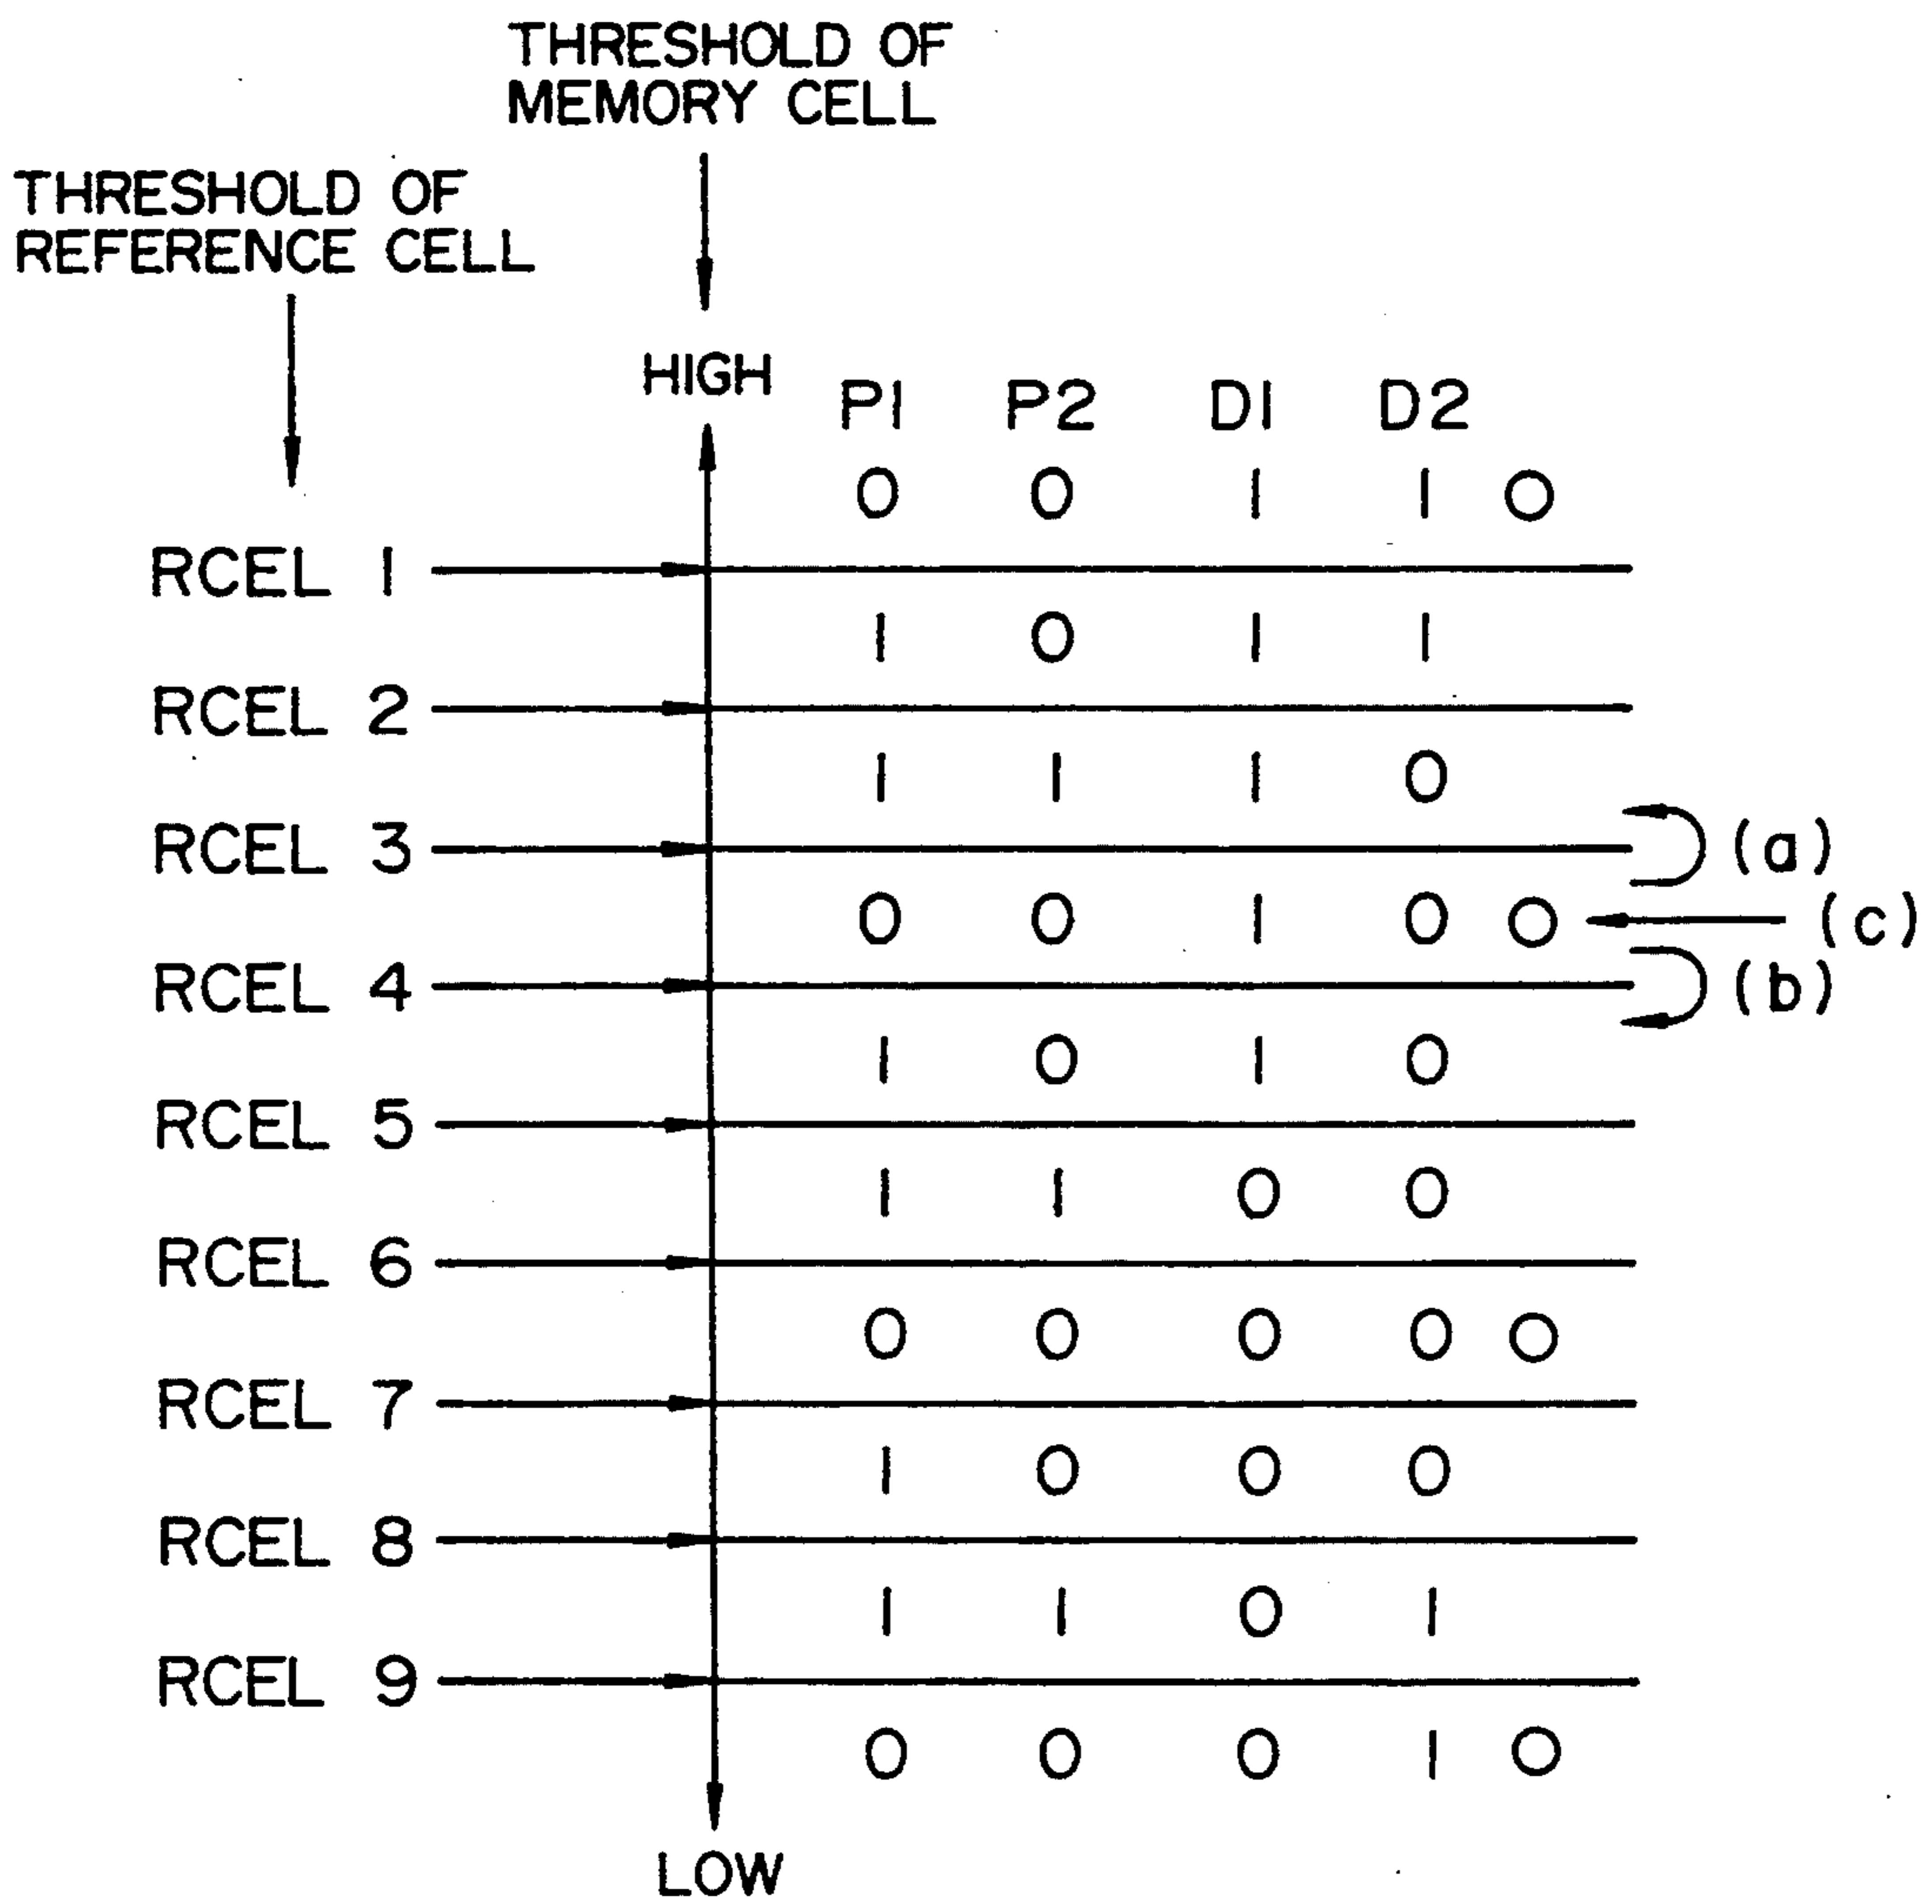 THRESHOLD OF
MEMORY CELL
THRESHOLD OF
REFERENCE CELL
HIGH
P1 P2 D1 D2
0 0 1 1 ○
RCEL 1
1 0 1 1
RCEL 2
1 1 1 0
RCEL 3 (a)
0 0 1 0 ○ (c)
RCEL 4 (b)
1 0 1 0
RCEL 5
1 1 0 0
RCEL 6
0 0 0 0 ○
RCEL 7
1 0 0 0
RCEL 8
1 1 0 1
RCEL 9
0 0 0 1 ○
LOW